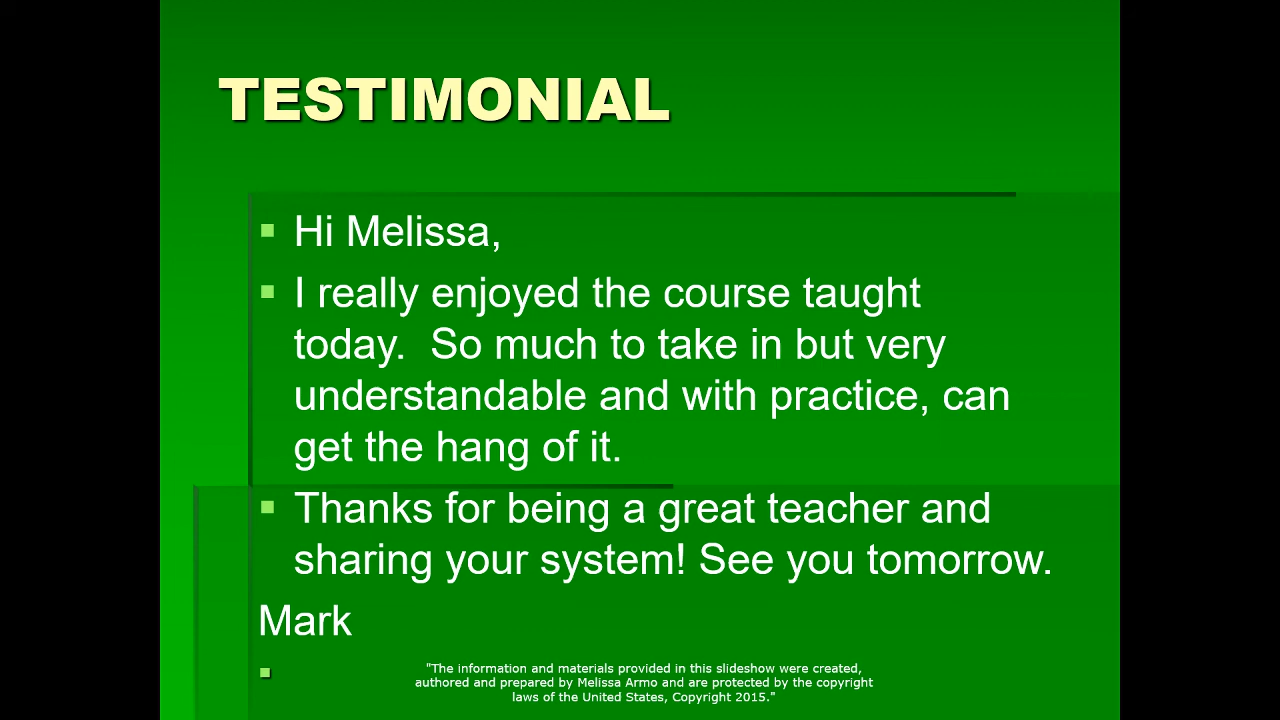 TESTIMONIAL
Hi Melissa,
I really enjoyed the course taught
today.  So much to take in but very
understandable and with practice, can
get the hang of it.
Thanks for being a great teacher and
sharing your system! See you tomorrow.
Mark
"The information and materials provided in this slideshow were created,
authored and prepared by Melissa Armo and are protected by the copyright
laws of the United States, Copyright 2015."